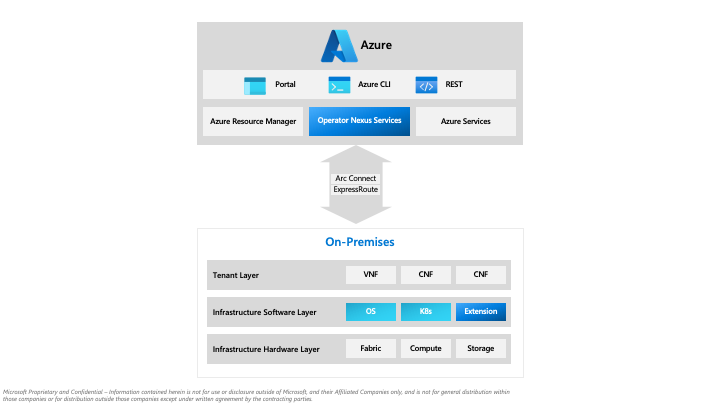 Azure
Portal
Azure CLI
REST
Azure Resource Manager
Operator Nexus Services
Azure Services
Arc Connect
ExpressRoute
On-Premises
Tenant Layer
VNF
CNF
CNF
Infrastructure Software Layer
OS
K8s
Extension
Infrastructure Hardware Layer
Fabric
Compute
Storage
Microsoft Proprietary and Confidential – Information contained herein is not for use or disclosure outside of Microsoft, and their Affiliated Companies only, and is not for general distribution within
those companies or for distribution outside those companies except under written agreement by the contracting parties.